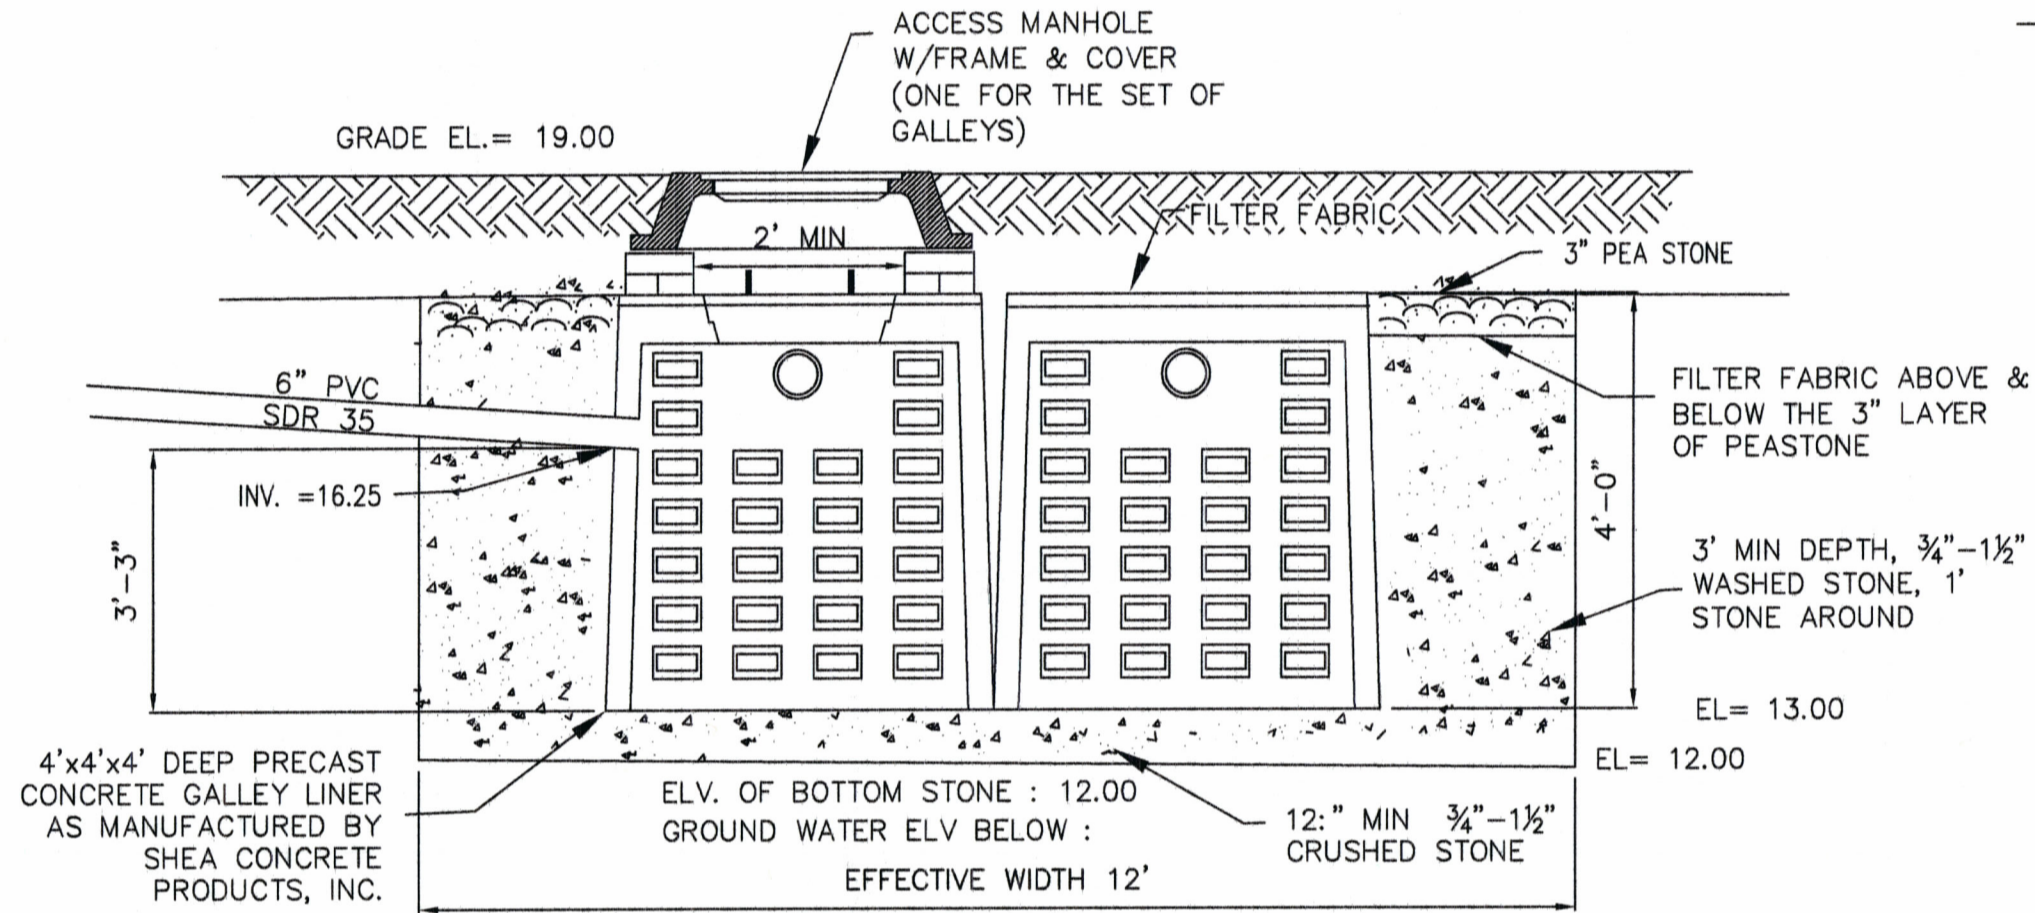 ACCESS MANHOLE
W/FRAME & COVER
(ONE FOR THE SET OF
GALLEYS)
GRADE EL.= 19.00
FILTER FABRIC
2' MIN
3" PEA STONE
6" PVC
SDR 35
FILTER FABRIC ABOVE &
BELOW THE 3" LAYER
OF PEASTONE
INV. =16.25
4'-0"
3'-3"
3' MIN DEPTH, ¾"-1½"
WASHED STONE, 1'
STONE AROUND
EL= 13.00
EL= 12.00
4'x4'x4' DEEP PRECAST
CONCRETE GALLEY LINER
AS MANUFACTURED BY
SHEA CONCRETE
PRODUCTS, INC.
ELV. OF BOTTOM STONE : 12.00
GROUND WATER ELV BELOW :
12:" MIN ¾"-1½"
CRUSHED STONE
EFFECTIVE WIDTH 12'